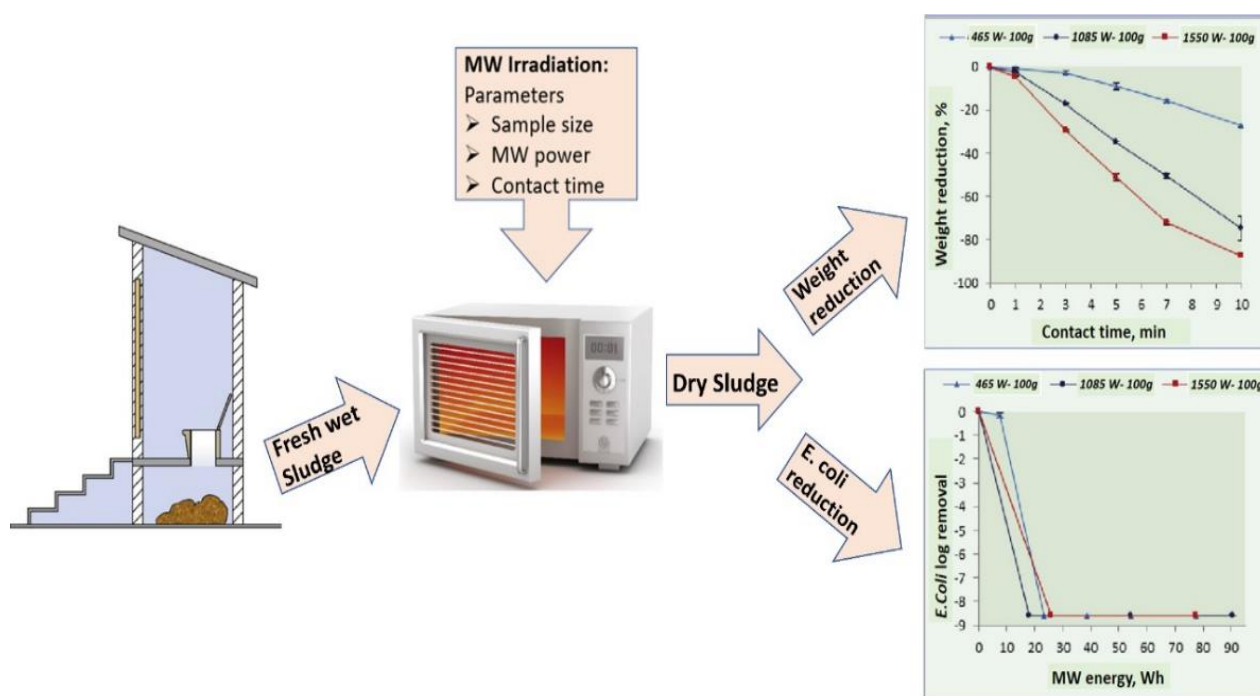 MW Irradiation:
Parameters
➢ Sample size
➢ MW power
➢ Contact time
Fresh wet
Sludge
00:01
Dry Sludge
Weight
reduction
E. coli
reduction
465 W- 100g 1085 W- 100g 1550 W- 100g
Weight reduction, %
0
-20
-40
-60
-80
-100
0 1 2 3 4 5 6 7 8 9 10
Contact time, min
465 W- 100g 1085 W- 100g 1550 W- 100g
E.Coli log removal
0
-1
-2
-3
-4
-5
-6
-7
-8
-9
0 10 20 30 40 50 60 70 80 90
MW energy, Wh